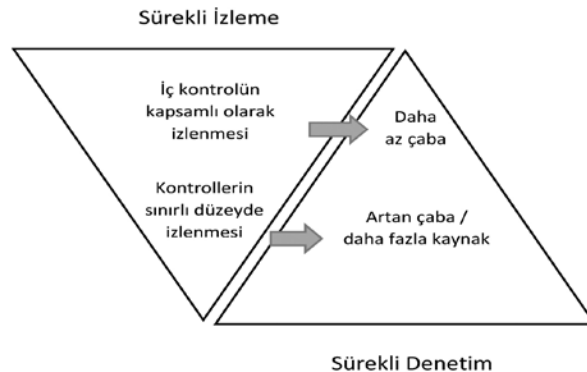 Sürekli İzleme
İç kontrolün
kapsamlı olarak
izlenmesi
Daha
az çaba
Kontrollerin
sınırlı düzeyde
izlenmesi
Artan çaba /
daha fazla kaynak
Sürekli Denetim